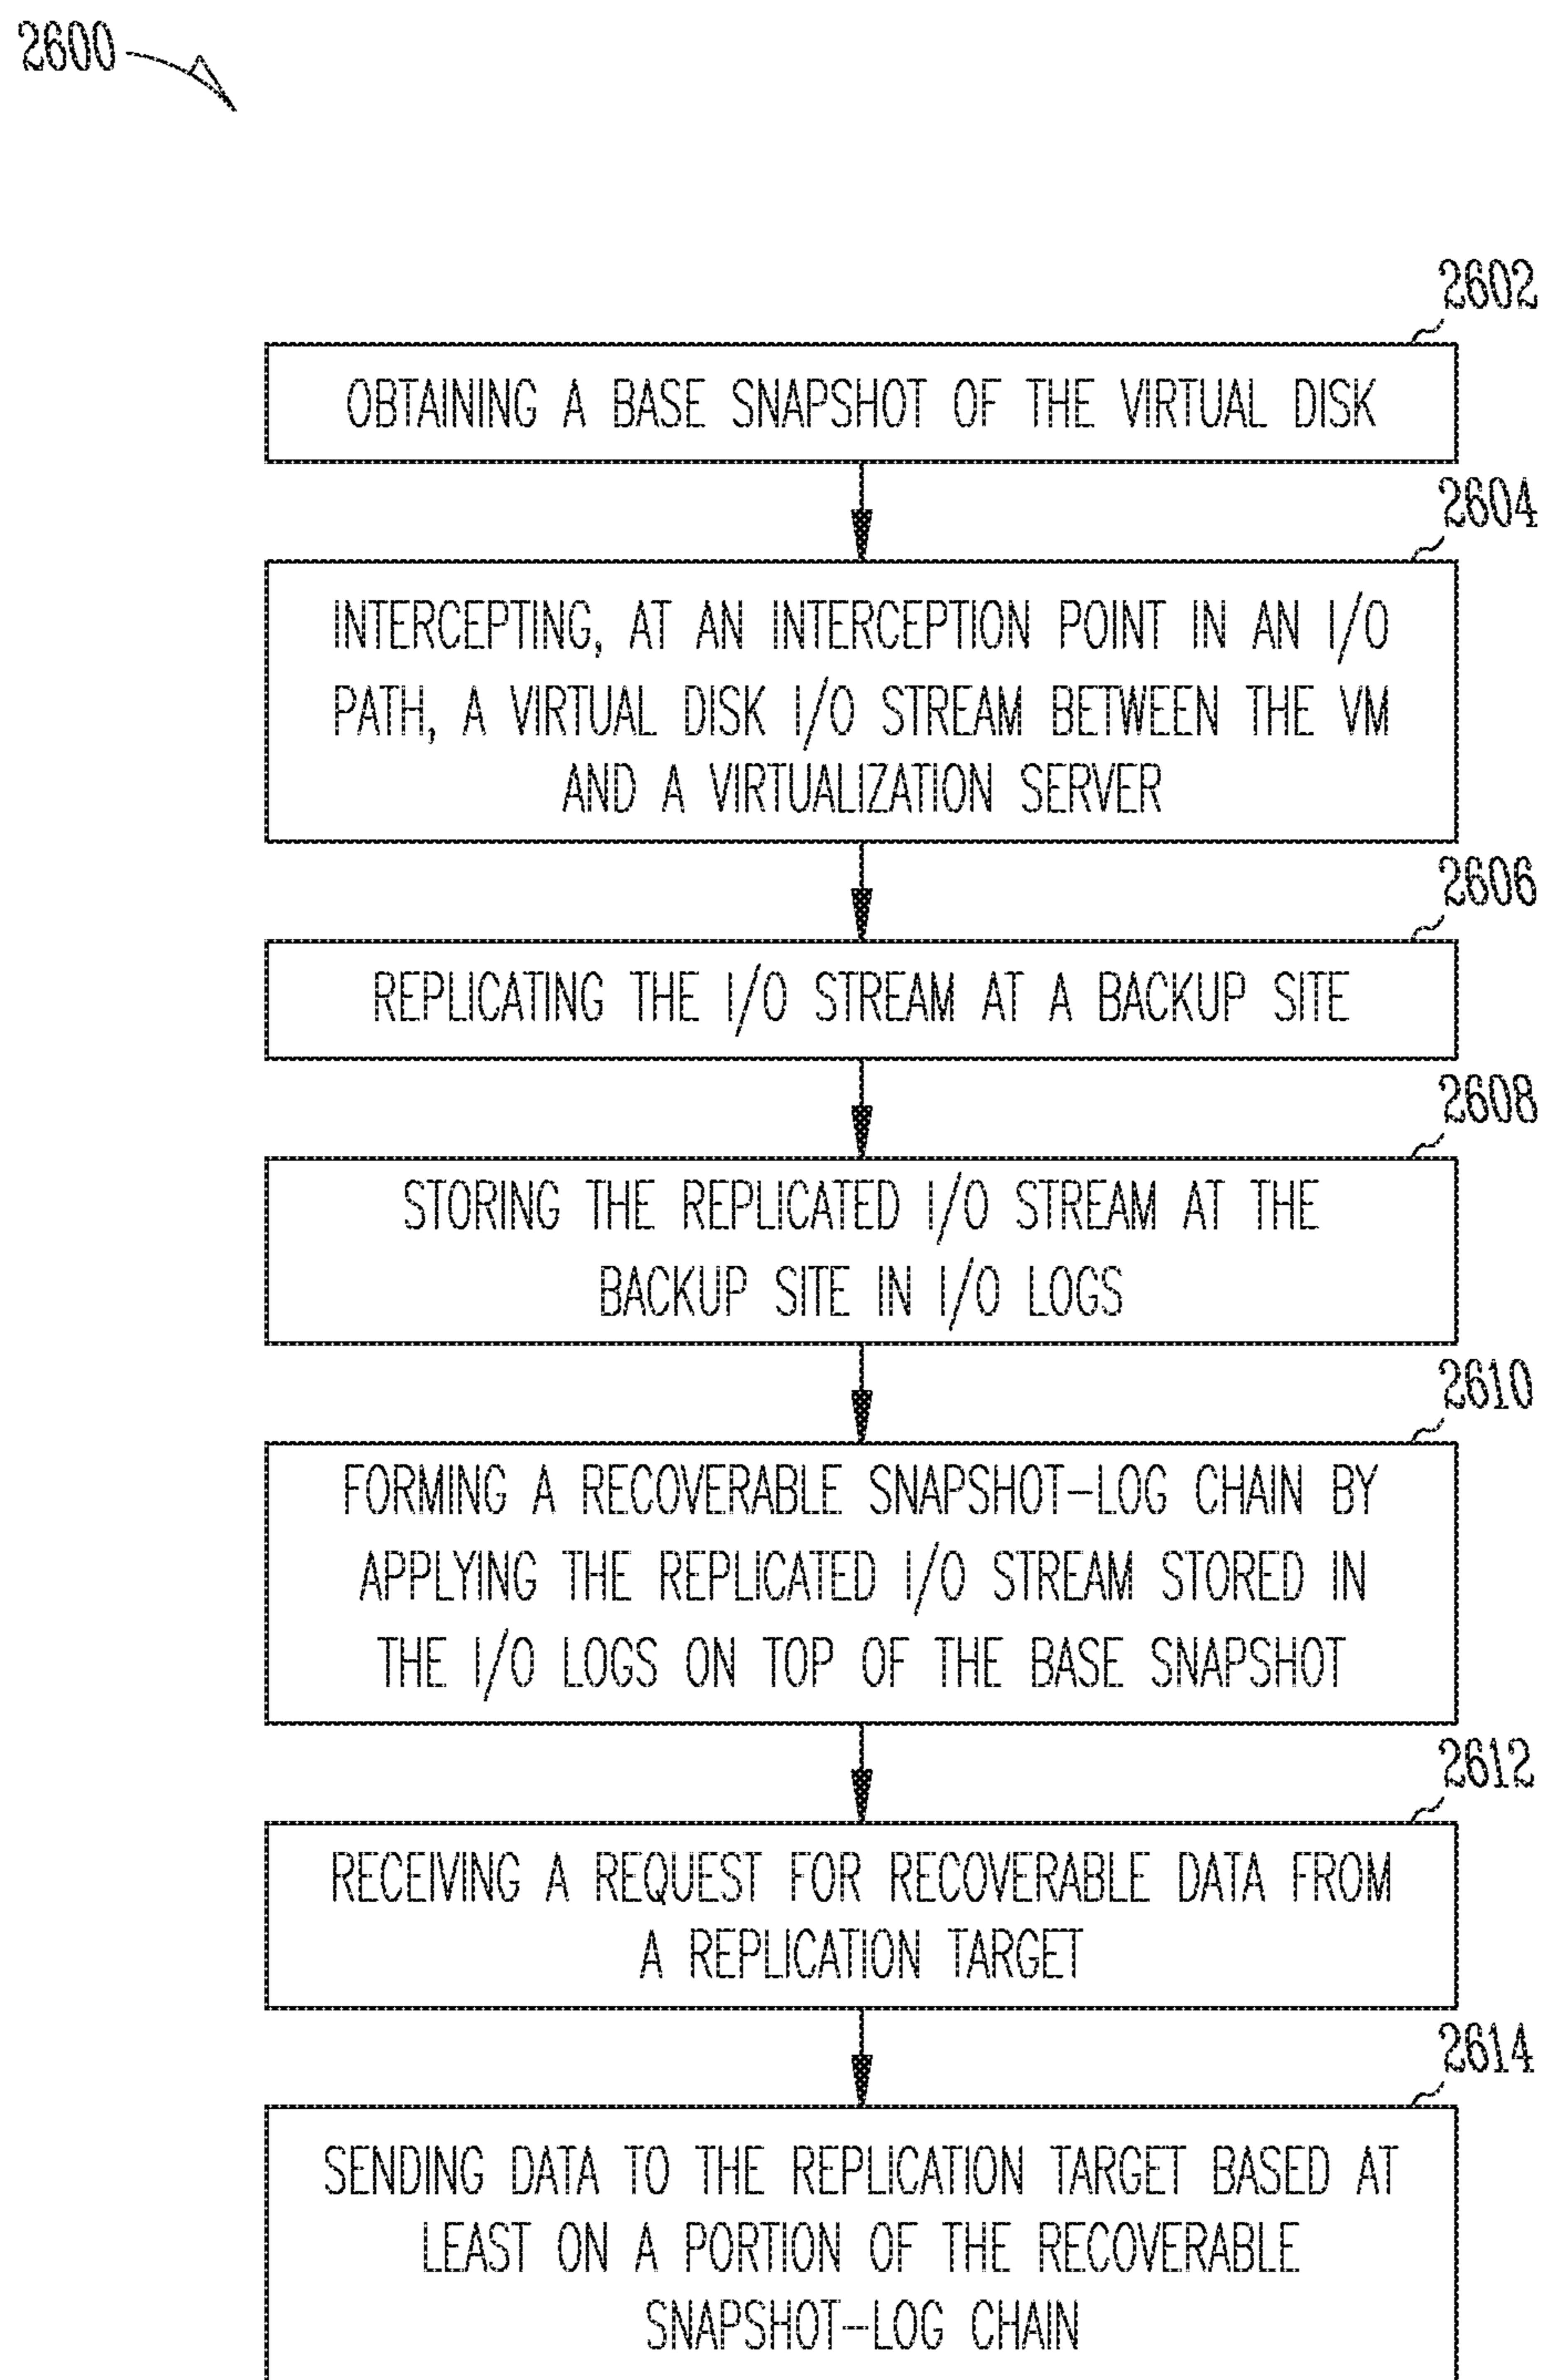 2600
2602
OBTAINING A BASE SNAPSHOT OF THE VIRTUAL DISK
2604
INTERCEPTING, AT AN INTERCEPTION POINT IN AN I/O
PATH, A VIRTUAL DISK I/O STREAM BETWEEN THE VM
AND A VIRTUALIZATION SERVER
2606
REPLICATING THE I/O STREAM AT A BACKUP SITE
2608
STORING THE REPLICATED I/O STREAM AT THE
BACKUP SITE IN I/O LOGS
2610
FORMING A RECOVERABLE SNAPSHOT-LOG CHAIN BY
APPLYING THE REPLICATED I/O STREAM STORED IN
THE I/O LOGS ON TOP OF THE BASE SNAPSHOT
2612
RECEIVING A REQUEST FOR RECOVERABLE DATA FROM
A REPLICATION TARGET
2614
SENDING DATA TO THE REPLICATION TARGET BASED AT
LEAST ON A PORTION OF THE RECOVERABLE
SNAPSHOT-LOG CHAIN